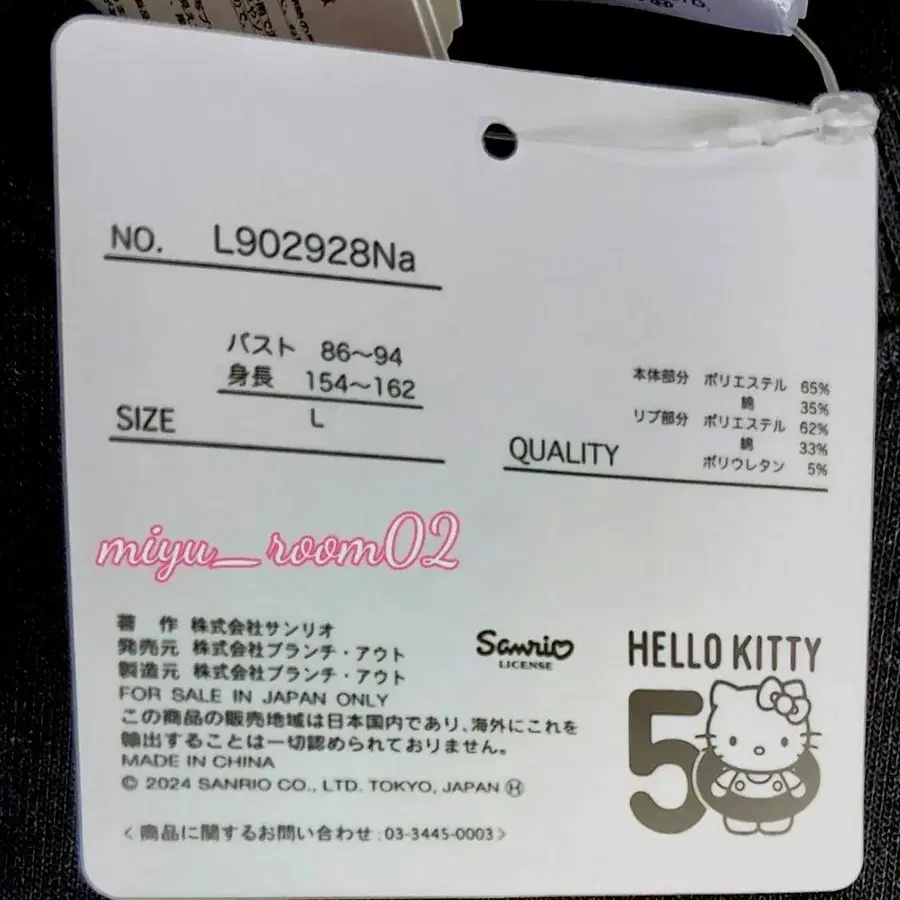 NO. L902928Na
バスト 86～94
身長 154～162
SIZE L
本体部分 ポリエステル 65%
綿 35%
リブ部分 ポリエステル 62%
綿 33%
ポリウレタン 5%
QUALITY
miyu_room02
著 作 株式会社サンリオ
発売元 株式会社ブランチ・アウト
製造元 株式会社ブランチ・アウト
FOR SALE IN JAPAN ONLY
この商品の販売地域は日本国内であり、海外にこれを
輸出することは一切認められておりません。
MADE IN CHINA
© 2024 SANRIO CO., LTD. TOKYO, JAPAN Ⓗ
〈商品に関するお問い合わせ:03-3445-0003〉
Sanrio
LICENSE
HELLO KITTY
50